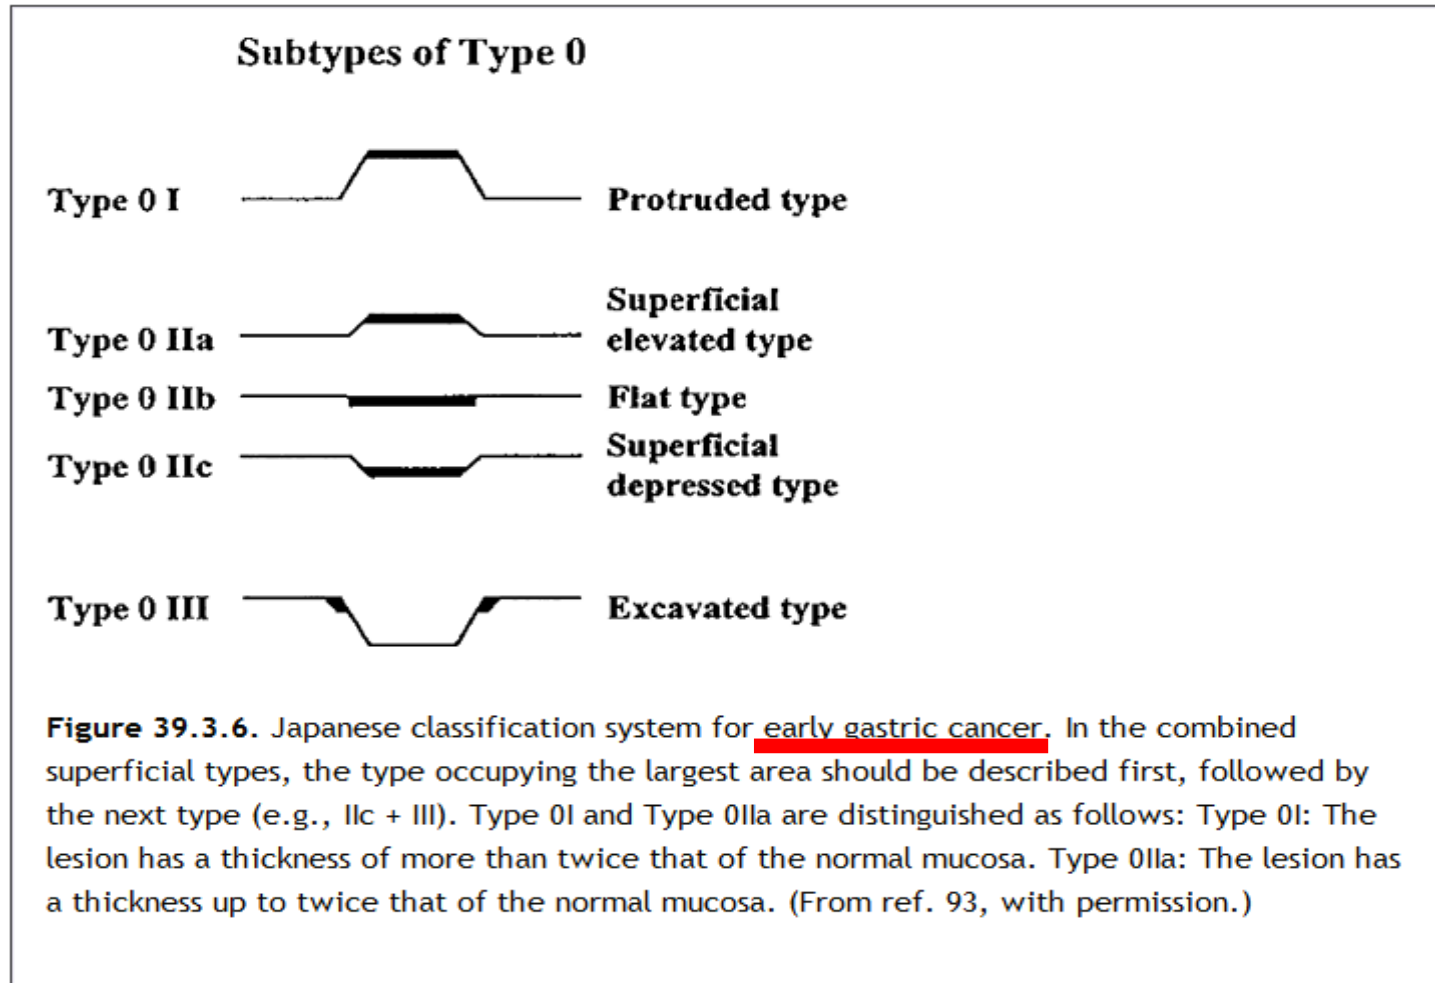 Subtypes of Type 0
Type 0 I Protruded type
Type 0 IIa Superficial
elevated type
Type 0 IIb Flat type
Type 0 IIc Superficial
depressed type
Type 0 III Excavated type
Figure 39.3.6. Japanese classification system for early gastric cancer. In the combined
superficial types, the type occupying the largest area should be described first, followed by
the next type (e.g., IIc + III). Type 0I and Type 0IIa are distinguished as follows: Type 0I: The
lesion has a thickness of more than twice that of the normal mucosa. Type 0IIa: The lesion has
a thickness up to twice that of the normal mucosa. (From ref. 93, with permission.)